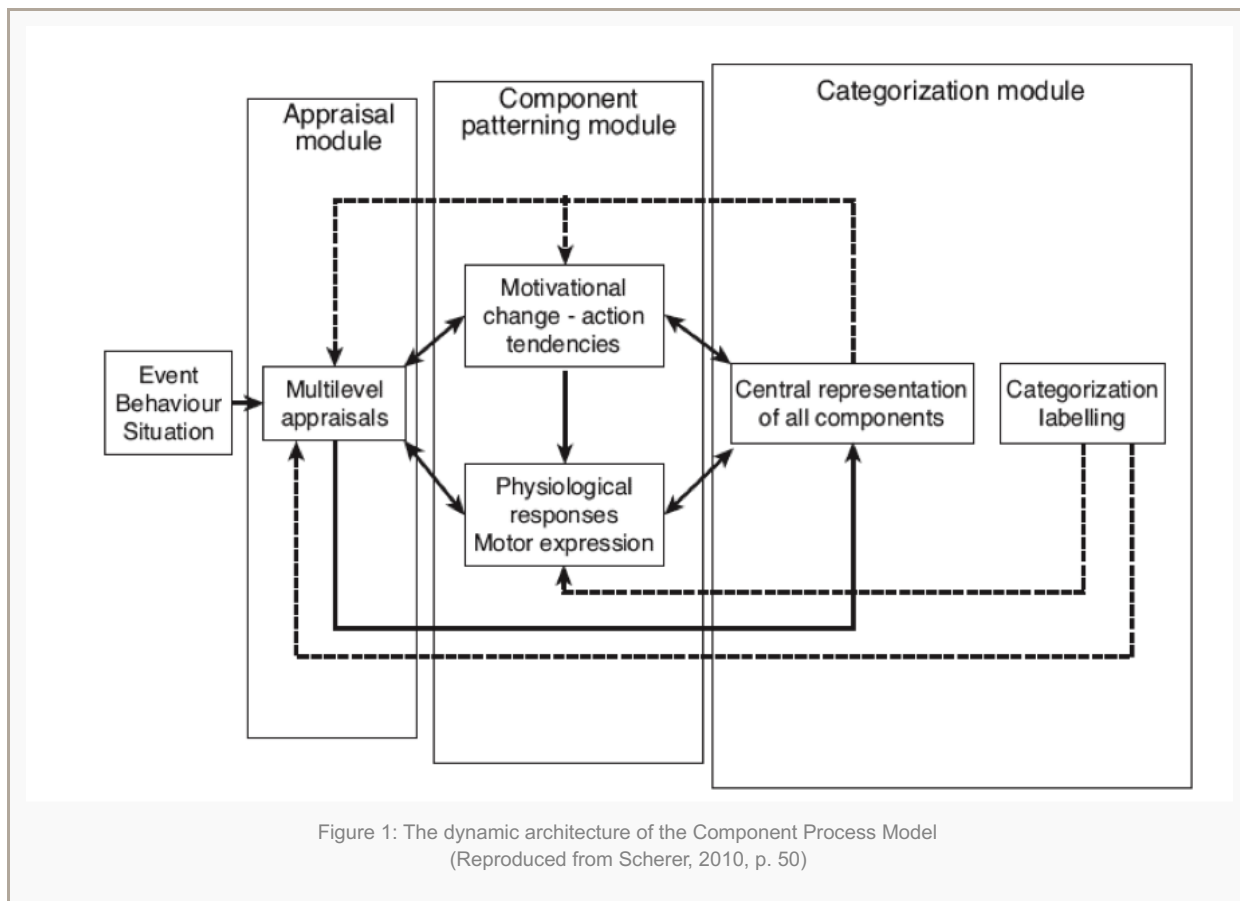 Appraisal
module
Component
patterning module
Categorization module
Event
Behaviour
Situation
Multilevel
appraisals
Motivational
change - action
tendencies
Physiological
responses
Motor expression
Central representation
of all components
Categorization
labelling
Figure 1: The dynamic architecture of the Component Process Model
(Reproduced from Scherer, 2010, p. 50)